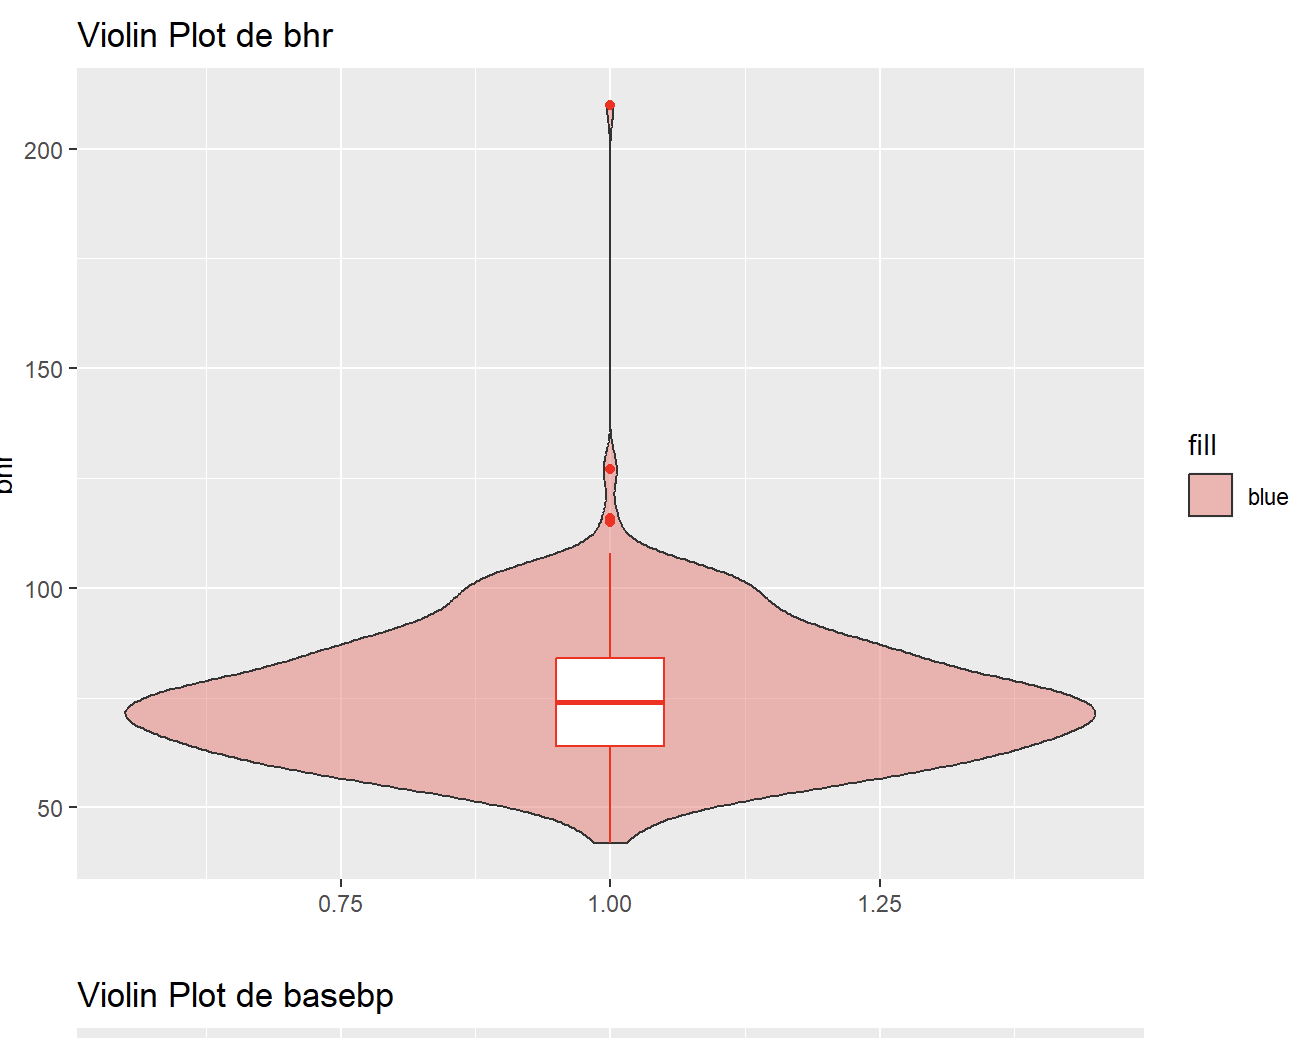 Violin Plot de bhr
200
150
100
50
bhr
0.75
1.00
1.25
fill
blue
Violin Plot de basebp